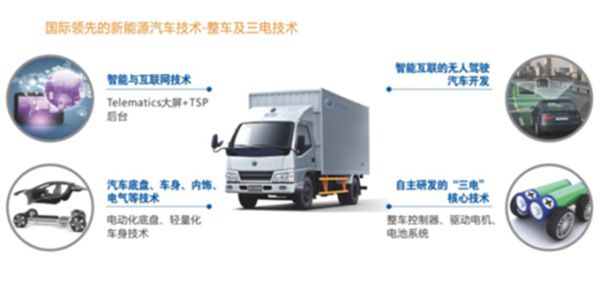 国际领先的新能源汽车技术-整车及三电技术
智能与互联网技术
Telematics大屏+TSP
后台
智能互联的无人驾驶
汽车开发
汽车底盘、车身、内饰、
电气等技术
电动化底盘、轻量化
车身技术
自主研发的“三电”
核心技术
整车控制器、驱动电机、
电池系统